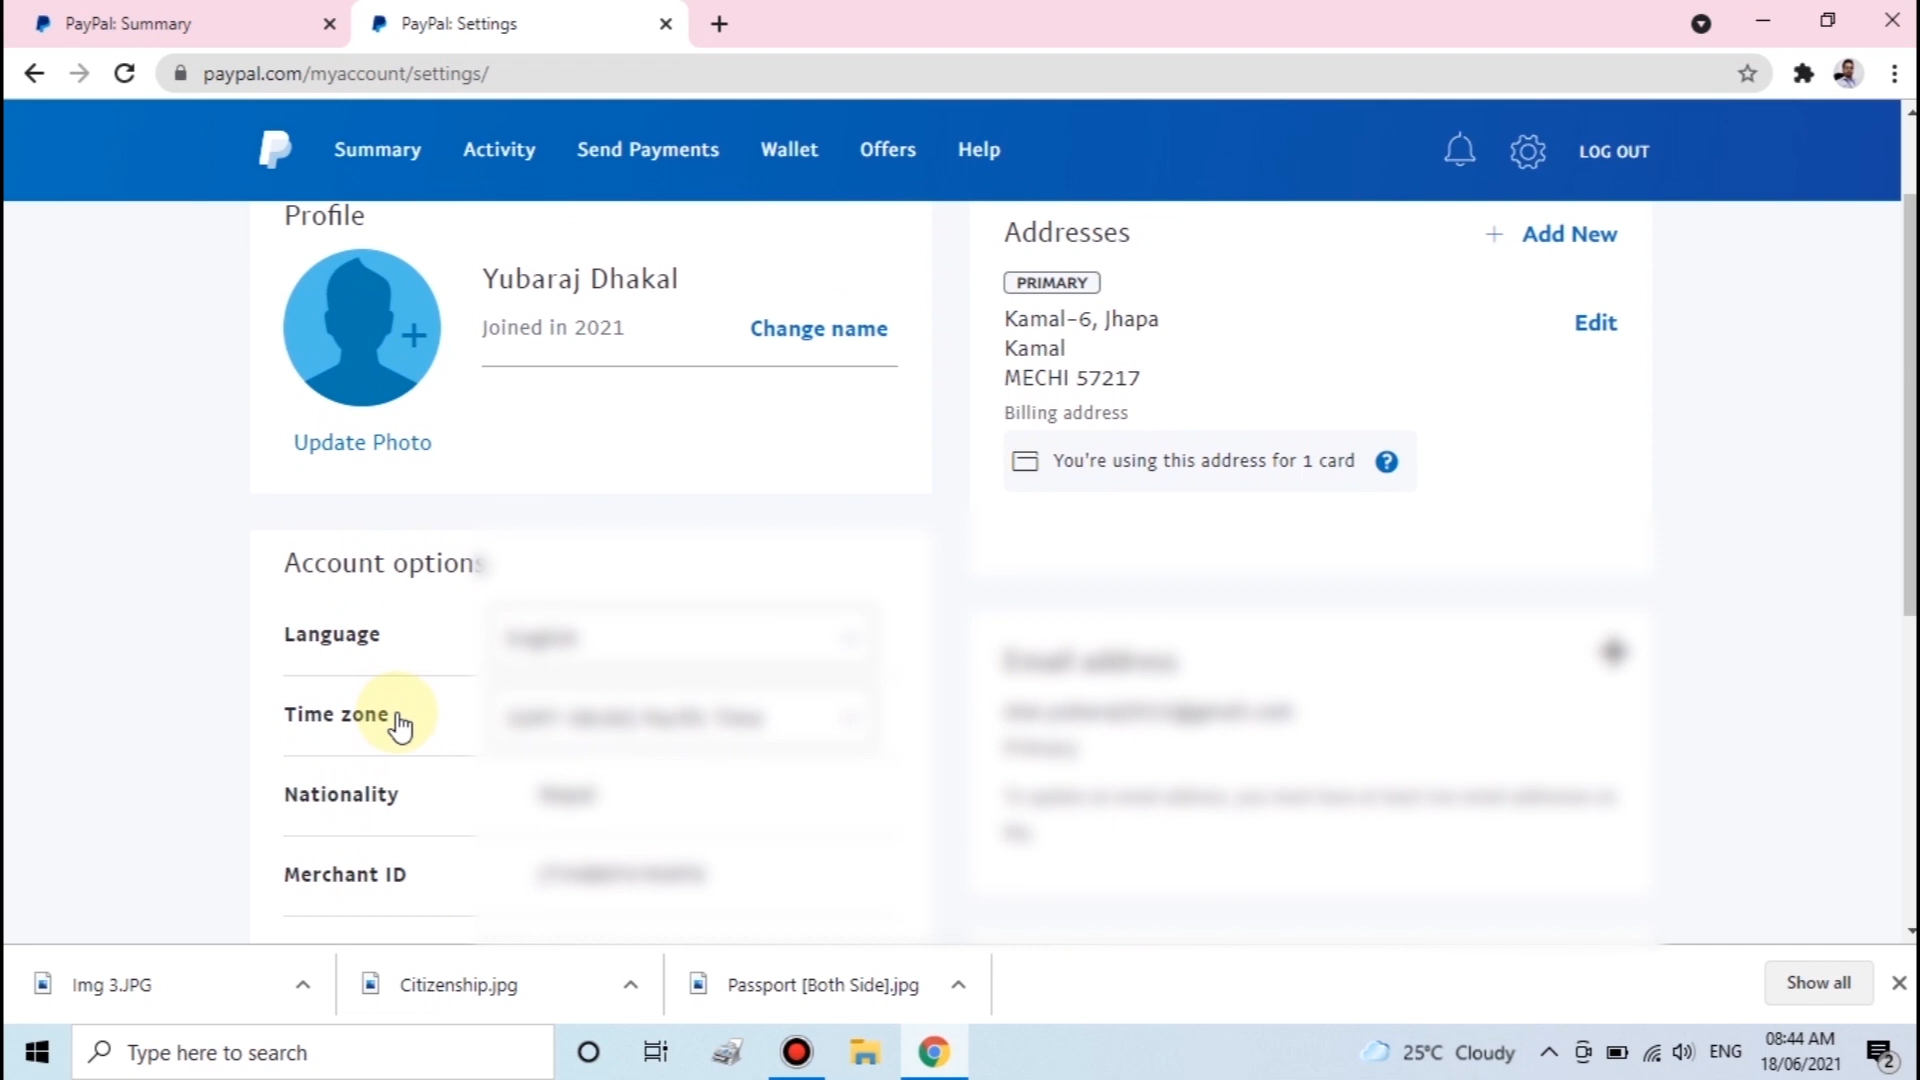 PayPal: Summary
PayPal: Settings
paypal.com/myaccount/settings/
Summary
Activity
Send Payments
Wallet
Offers
Help
LOG OUT
Profile
Yubaraj Dhakal
Joined in 2021
Change name
Update Photo
Addresses
+ Add New
PRIMARY
Kamal-6, Jhapa
Edit
Kamal
MECHI 57217
Billing address
You're using this address for 1 card ?
Account options
Language
Time zone
Nationality
Merchant ID
Email address
Img 3.JPG
Citizenship.jpg
Passport [Both Side].jpg
Show all
Type here to search
25°C Cloudy
ENG
08:44 AM
18/06/2021
2